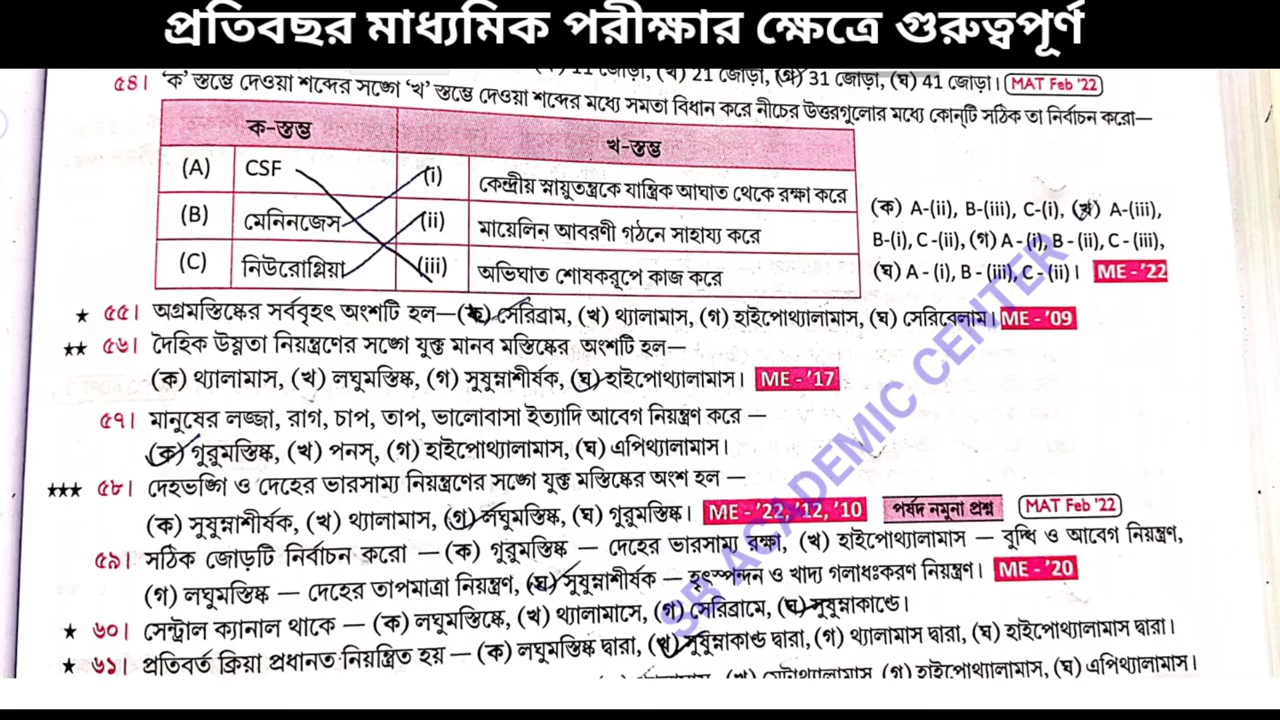 প্রতিবছর মাধ্যমিক পরীক্ষার ক্ষেত্রে গুরুত্বপূর্ণ
11 জোড়া, (খ) 21 জোড়া, (গ) 31 জোড়া, (ঘ) 41 জোড়া। MAT Feb '22
৫৪। 'ক' স্তম্ভে দেওয়া শব্দের সঙ্গে 'খ' স্তম্ভে দেওয়া শব্দের মধ্যে সমতা বিধান করে নীচের উত্তরগুলোর মধ্যে কোন্‌টি সঠিক তা নির্বাচন করো—
ক-স্তম্ভ খ-স্তম্ভ
(A) CSF (i) কেন্দ্রীয় স্নায়ুতন্ত্রকে যান্ত্রিক আঘাত থেকে রক্ষা করে
(B) মেনিনজেস (ii) মায়েলিন আবরণী গঠনে সাহায্য করে
(C) নিউরোগ্লিয়া (iii) অভিঘাত শোষকরূপে কাজ করে
(ক) A-(ii), B-(iii), C-(i), (খ) A-(iii),
B-(i), C-(ii), (গ) A-(i), B-(ii), C-(iii),
(ঘ) A-(i), B-(iii), C-(ii)। ME - '22
★ ৫৫। অগ্রমস্তিষ্কের সর্ববৃহৎ অংশটি হল—(ক) সেরিব্রাম, (খ) থ্যালামাস, (গ) হাইপোথ্যালামাস, (ঘ) সেরিবেলাম। ME - '09
★★ ৫৬। দৈহিক উষ্ণতা নিয়ন্ত্রণের সঙ্গে যুক্ত মানব মস্তিষ্কের অংশটি হল—
(ক) থ্যালামাস, (খ) লঘুমস্তিষ্ক, (গ) সুষুম্নাশীর্ষক, (ঘ) হাইপোথ্যালামাস। ME - '17
৫৭। মানুষের লজ্জা, রাগ, চাপ, তাপ, ভালোবাসা ইত্যাদি আবেগ নিয়ন্ত্রণ করে —
(ক) গুরুমস্তিষ্ক, (খ) পনস্, (গ) হাইপোথ্যালামাস, (ঘ) এপিথ্যালামাস।
★★★ ৫৮। দেহভঙ্গি ও দেহের ভারসাম্য নিয়ন্ত্রণের সঙ্গে যুক্ত মস্তিষ্কের অংশ হল —
(ক) সুষুম্নাশীর্ষক, (খ) থ্যালামাস, (গ) লঘুমস্তিষ্ক, (ঘ) গুরুমস্তিষ্ক। ME - '22, '12, '10 পর্ষদ নমুনা প্রশ্ন MAT Feb '22
৫৯। সঠিক জোড়টি নির্বাচন করো — (ক) গুরুমস্তিষ্ক — দেহের ভারসাম্য রক্ষা, (খ) হাইপোথ্যালামাস — বুদ্ধি ও আবেগ নিয়ন্ত্রণ,
(গ) লঘুমস্তিষ্ক — দেহের তাপমাত্রা নিয়ন্ত্রণ, (ঘ) সুষুম্নাশীর্ষক — হৃৎস্পন্দন ও খাদ্য গলাধঃকরণ নিয়ন্ত্রণ। ME - '20
★ ৬০। সেন্ট্রাল ক্যানাল থাকে — (ক) লঘুমস্তিষ্কে, (খ) থ্যালামাসে, (গ) সেরিব্রামে, (ঘ) সুষুম্নাকাণ্ডে।
★ ৬১। প্রতিবর্ত ক্রিয়া প্রধানত নিয়ন্ত্রিত হয় — (ক) লঘুমস্তিষ্ক দ্বারা, (খ) সুষুম্নাকাণ্ড দ্বারা, (গ) থ্যালামাস দ্বারা, (ঘ) হাইপোথ্যালামাস দ্বারা।
(খ) মেটাথ্যালামাস, (গ) হাইপোথ্যালামাস, (ঘ) এপিথ্যালামাস।
SB ACADEMIC CENTER